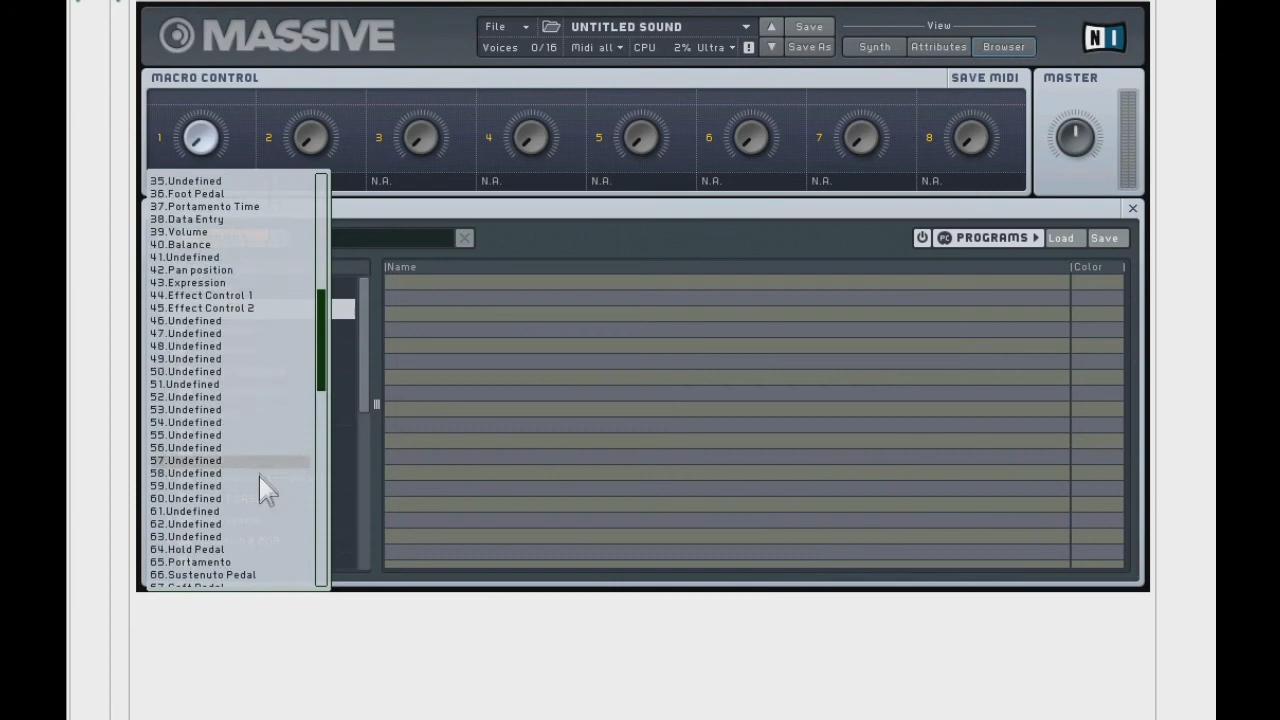 MASSIVE
File
UNTITLED SOUND
Save
View
Voices 0/16 Midi all CPU 2% Ultra
Save As
Synth Attributes Browser
NI
MACRO CONTROL
SAVE MIDI
MASTER
1 2 3 4 5 6 7 8
N.A. N.A. N.A. N.A. N.A. N.A.
35.Undefined
36.Foot Pedal
37.Portamento Time
38.Data Entry
39.Volume
40.Balance
41.Undefined
42.Pan position
43.Expression
44.Effect Control 1
45.Effect Control 2
46.Undefined
47.Undefined
48.Undefined
49.Undefined
50.Undefined
51.Undefined
52.Undefined
53.Undefined
54.Undefined
55.Undefined
56.Undefined
57.Undefined
58.Undefined
59.Undefined
60.Undefined
61.Undefined
62.Undefined
63.Undefined
64.Hold Pedal
65.Portamento
66.Sustenuto Pedal
PC PROGRAMS Load Save
Name Color